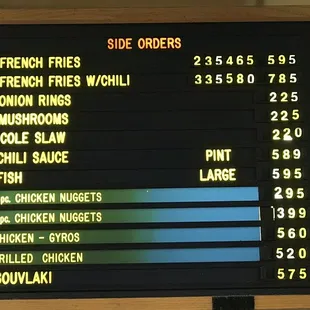 SIDE ORDERS
FRENCH FRIES 235465 595
FRENCH FRIES W/CHILI 335580 785
ONION RINGS 225
MUSHROOMS 225
COLE SLAW 220
CHILI SAUCE PINT 589
FISH LARGE 595
pc. CHICKEN NUGGETS 295
pc. CHICKEN NUGGETS 1399
CHICKEN - GYROS 560
GRILLED CHICKEN 520
SOUVLAKI 575